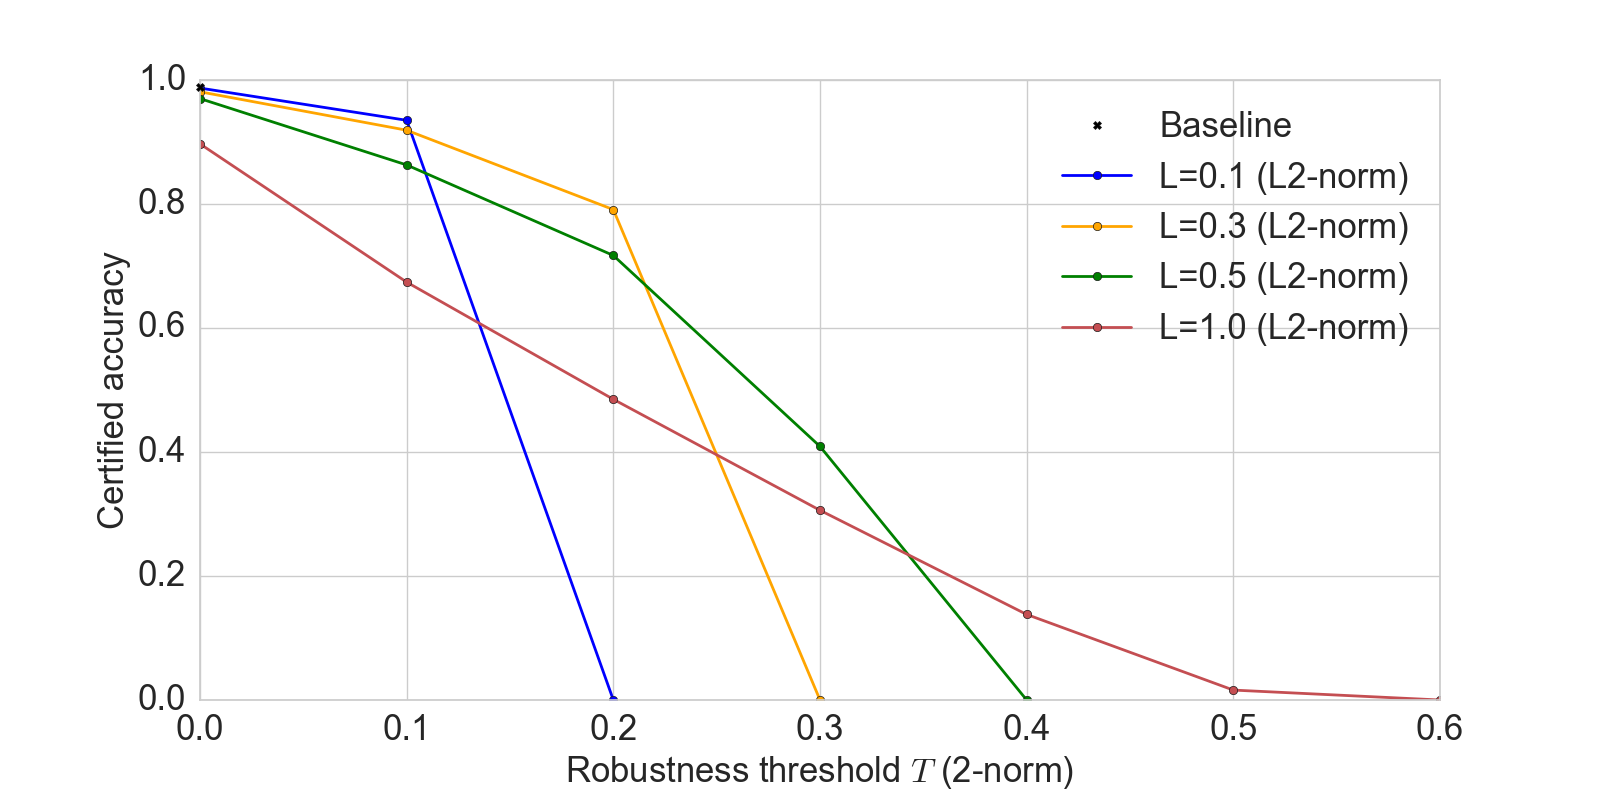 1.0
0.8
0.6
0.4
0.2
0.0
Certified accuracy
Baseline
L=0.1 (L2-norm)
L=0.3 (L2-norm)
L=0.5 (L2-norm)
L=1.0 (L2-norm)
0.0 0.1 0.2 0.3 0.4 0.5 0.6
Robustness threshold T (2-norm)